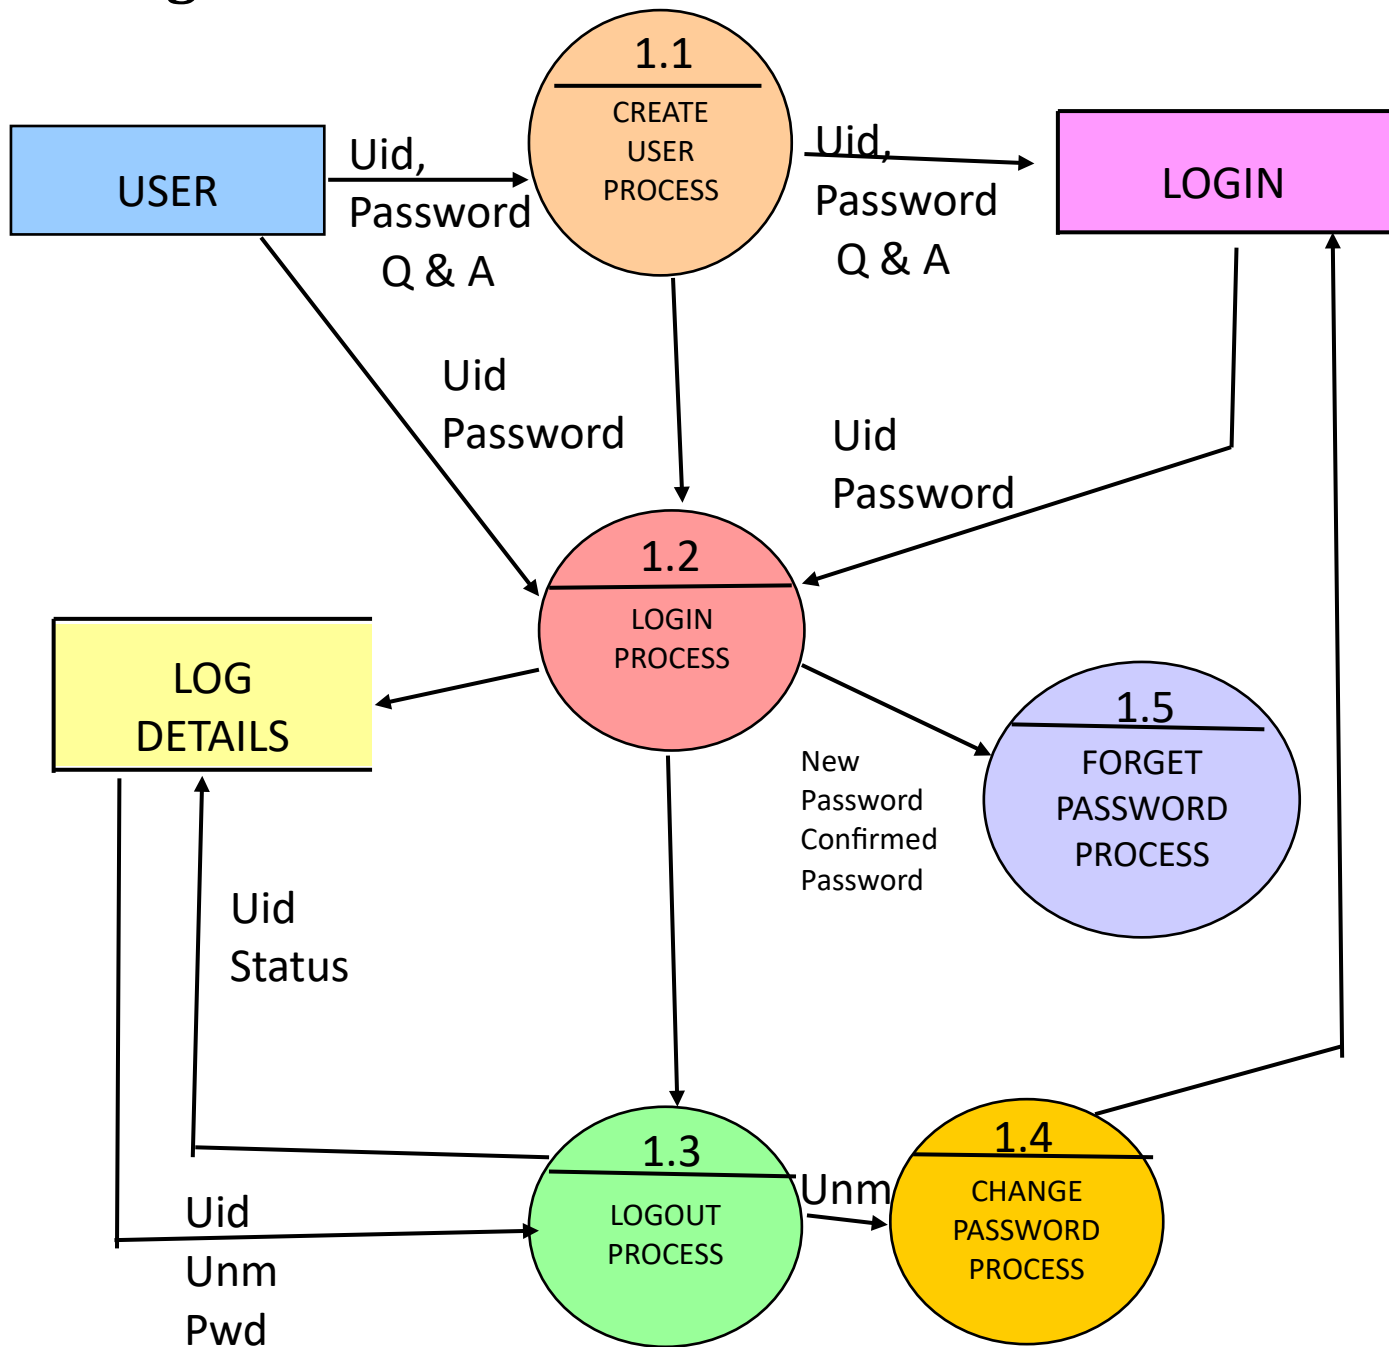 1.1
CREATE
USER
PROCESS
USER
Uid,
Password
Q & A
Uid,
Password
Q & A
LOGIN
Uid
Password
Uid
Password
1.2
LOGIN
PROCESS
LOG
DETAILS
1.5
FORGET
PASSWORD
PROCESS
New
Password
Confirmed
Password
Uid
Status
1.3
LOGOUT
PROCESS
Unm
1.4
CHANGE
PASSWORD
PROCESS
Uid
Unm
Pwd